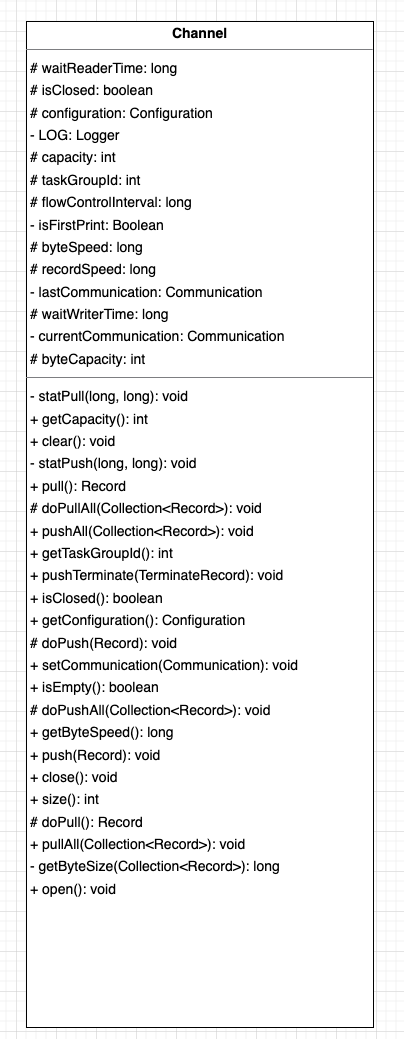 Channel
# waitReaderTime: long
# isClosed: boolean
# configuration: Configuration
- LOG: Logger
# capacity: int
# taskGroupId: int
# flowControlInterval: long
- isFirstPrint: Boolean
# byteSpeed: long
# recordSpeed: long
- lastCommunication: Communication
# waitWriterTime: long
- currentCommunication: Communication
# byteCapacity: int
- statPull(long, long): void
+ getCapacity(): int
+ clear(): void
- statPush(long, long): void
+ pull(): Record
# doPullAll(Collection<Record>): void
+ pushAll(Collection<Record>): void
+ getTaskGroupId(): int
+ pushTerminate(TerminateRecord): void
+ isClosed(): boolean
+ getConfiguration(): Configuration
# doPush(Record): void
+ setCommunication(Communication): void
+ isEmpty(): boolean
# doPushAll(Collection<Record>): void
+ getByteSpeed(): long
+ push(Record): void
+ close(): void
+ size(): int
# doPull(): Record
+ pullAll(Collection<Record>): void
- getByteSize(Collection<Record>): long
+ open(): void